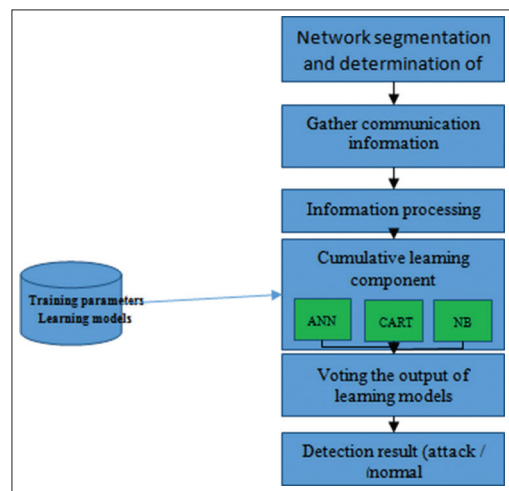 Network segmentation
and determination of
Gather communication
information
Information processing
Cumulative learning
component
Training parameters
Learning models
ANN
CART
NB
Voting the output of
learning models
Detection result (attack /
(normal